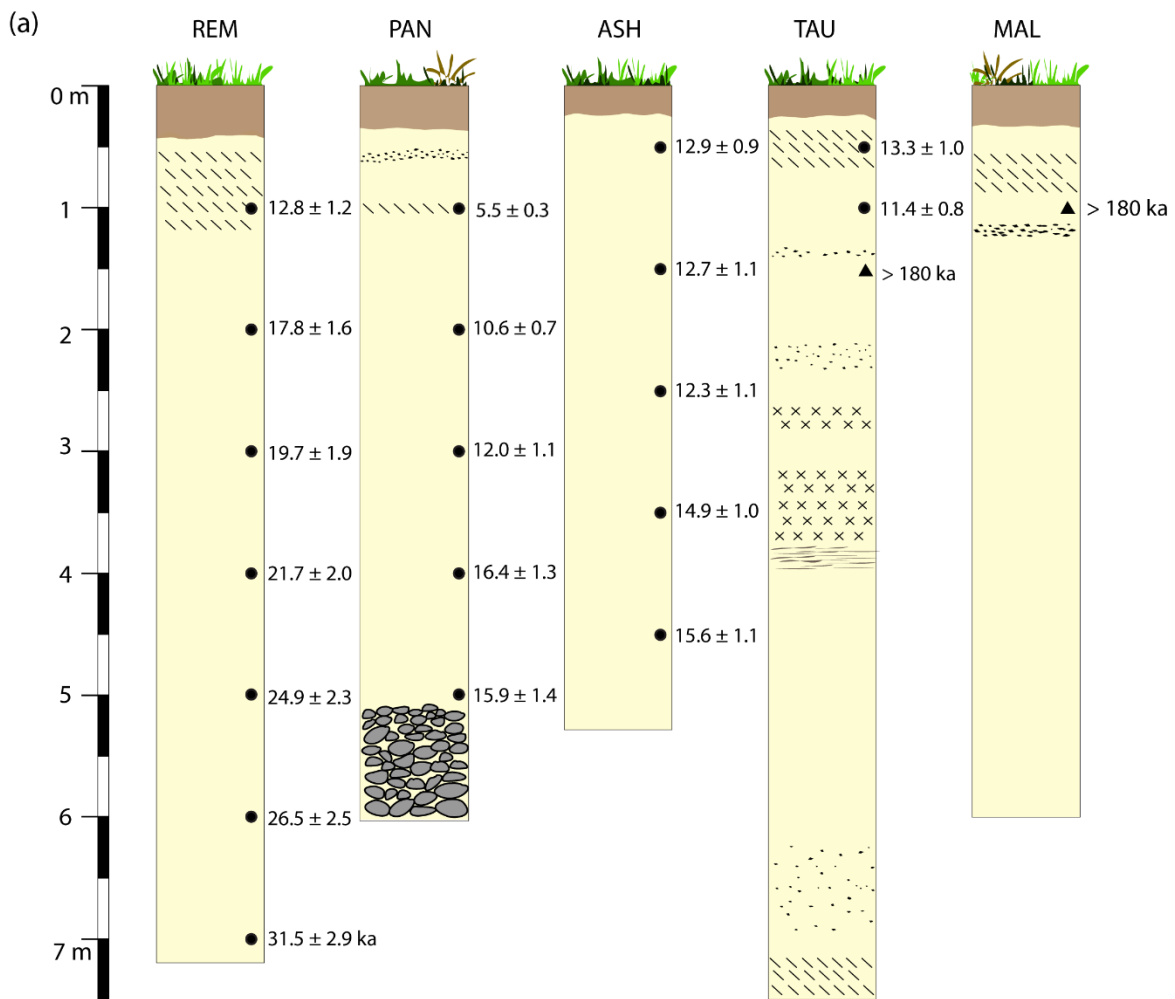 (a)
REM
PAN
ASH
TAU
MAL
0 m
1
2
3
4
5
6
7 m
12.8 ± 1.2
17.8 ± 1.6
19.7 ± 1.9
21.7 ± 2.0
24.9 ± 2.3
26.5 ± 2.5
31.5 ± 2.9 ka
5.5 ± 0.3
10.6 ± 0.7
12.0 ± 1.1
16.4 ± 1.3
15.9 ± 1.4
12.9 ± 0.9
12.7 ± 1.1
12.3 ± 1.1
14.9 ± 1.0
15.6 ± 1.1
13.3 ± 1.0
11.4 ± 0.8
> 180 ka
> 180 ka